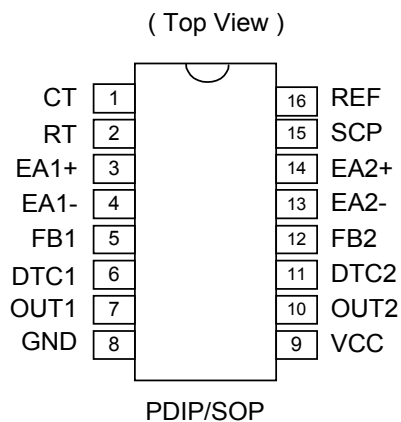 ( Top View )
CT 1 16 REF
RT 2 15 SCP
EA1+ 3 14 EA2+
EA1- 4 13 EA2-
FB1 5 12 FB2
DTC1 6 11 DTC2
OUT1 7 10 OUT2
GND 8 9 VCC
PDIP/SOP